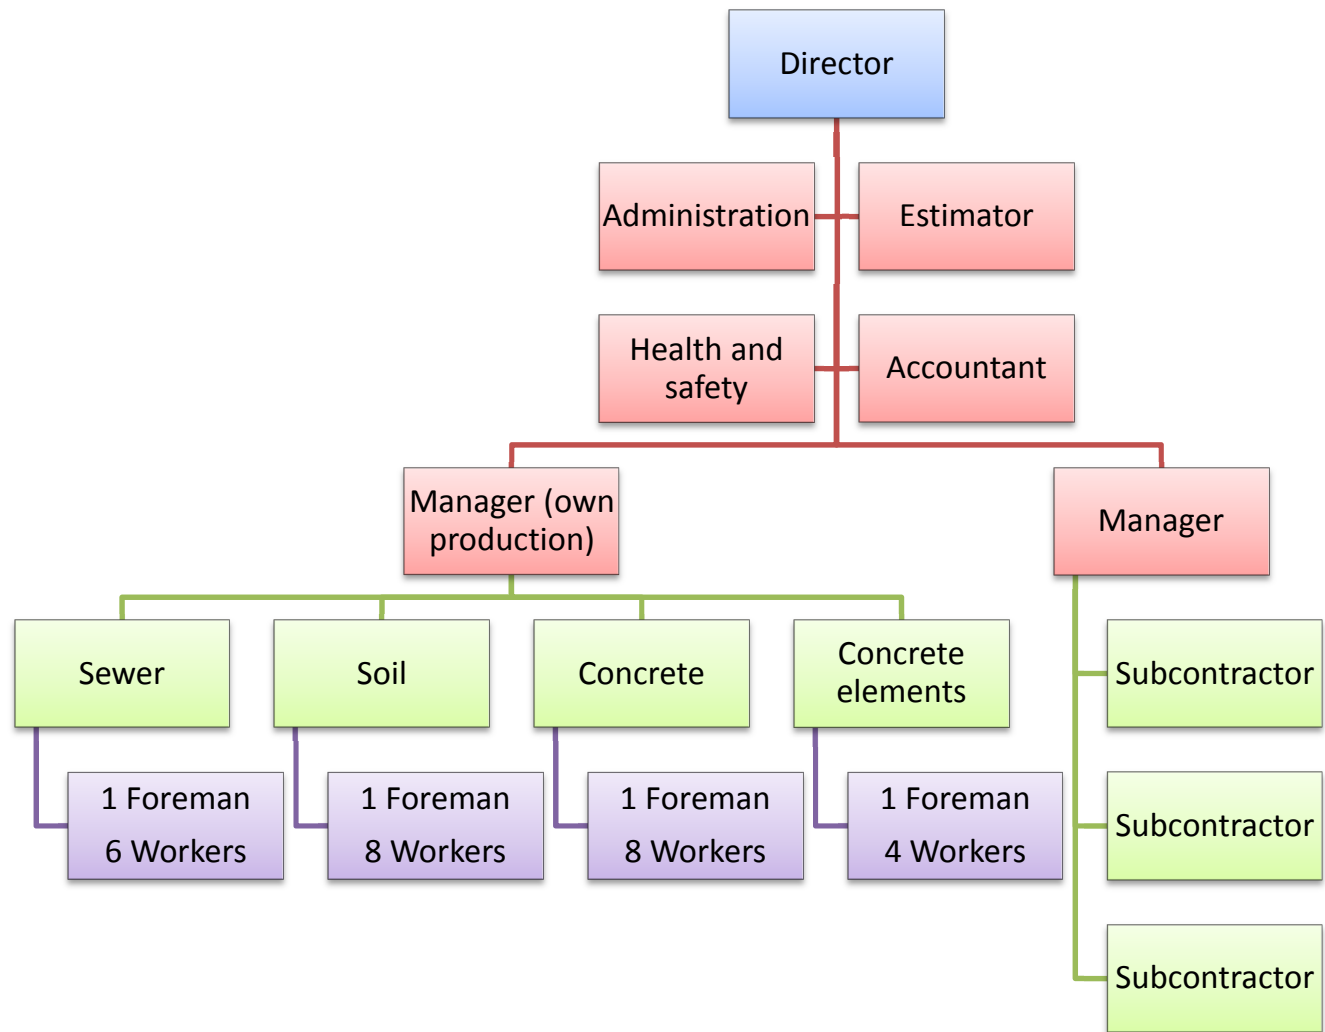 Director
Administration
Estimator
Health and
safety
Accountant
Manager (own
production)
Manager
Sewer
Soil
Concrete
Concrete
elements
Subcontractor
1 Foreman
6 Workers
1 Foreman
8 Workers
1 Foreman
8 Workers
1 Foreman
4 Workers
Subcontractor
Subcontractor